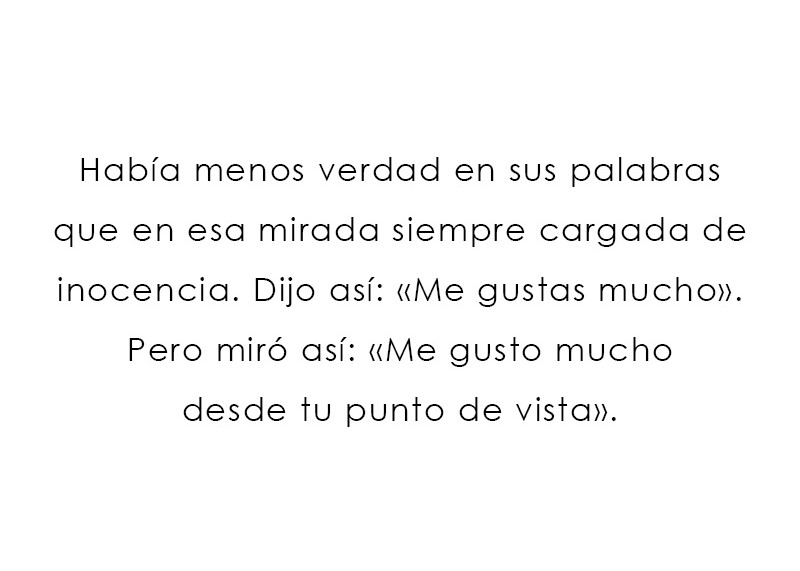 Había menos verdad en sus palabras
que en esa mirada siempre cargada de
inocencia. Dijo así: «Me gustas mucho».
Pero miró así: «Me gusto mucho
desde tu punto de vista».